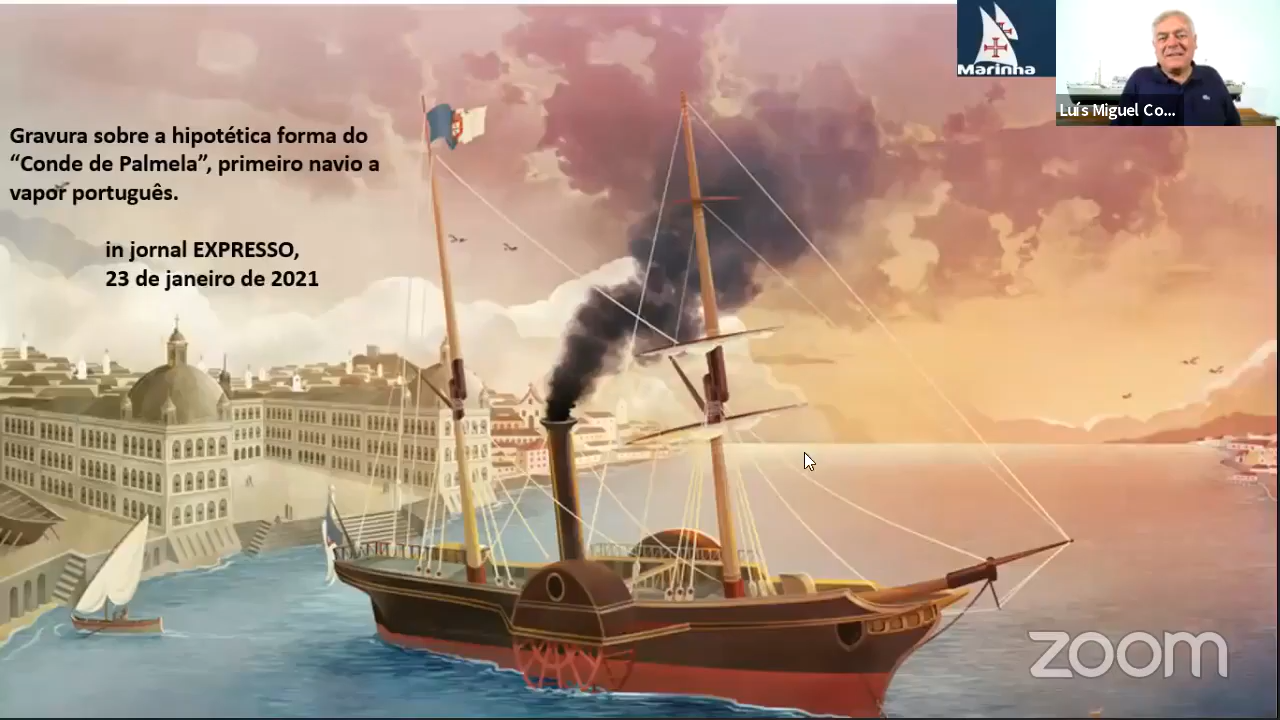 Gravura sobre a hipotética forma do
“Conde de Palmela”, primeiro navio a
vapor português.
in jornal EXPRESSO,
23 de janeiro de 2021
Marinha
Luís Miguel Co...
zoom